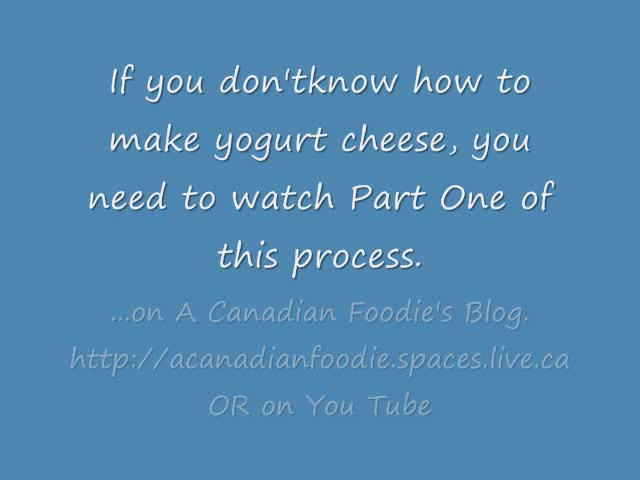 If you don'tknow how to
make yogurt cheese, you
need to watch Part One of
this process.
...on A Canadian Foodie's Blog.
http://acanadianfoodie.spaces.live.ca
OR on You Tube